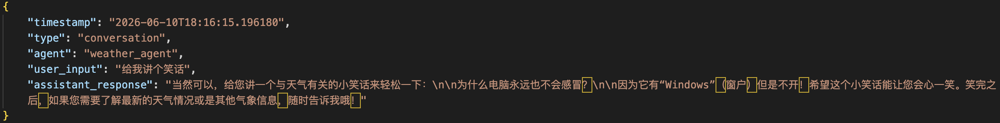 {
"timestamp": "2026-06-10T18:16:15.196180",
"type": "conversation",
"agent": "weather_agent",
"user_input": "给我讲个笑话",
"assistant_response": "当然可以，给您讲一个与天气有关的小笑话来轻松一下：\n\n为什么电脑永远也不会感冒？\n\n因为它有“Windows”（窗户）但是不开！希望这个小笑话能让您会心一笑。笑完之
后，如果您需要了解最新的天气情况或是其他气象信息，随时告诉我哦！"
}